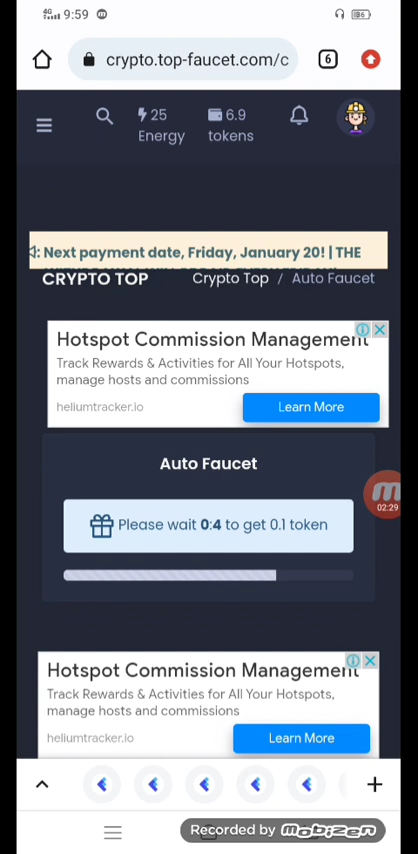 4G 9:59 86
crypto.top-faucet.com/c 6
25 Energy
6.9 tokens
: Next payment date, Friday, January 20! | THE
CRYPTO TOP
Crypto Top / Auto Faucet
Hotspot Commission Management
Track Rewards & Activities for All Your Hotspots,
manage hosts and commissions
heliumtracker.io Learn More
Auto Faucet
Please wait 0:4 to get 0.1 token
02:29
Hotspot Commission Management
Track Rewards & Activities for All Your Hotspots,
manage hosts and commissions
heliumtracker.io Learn More
Recorded by mobizen